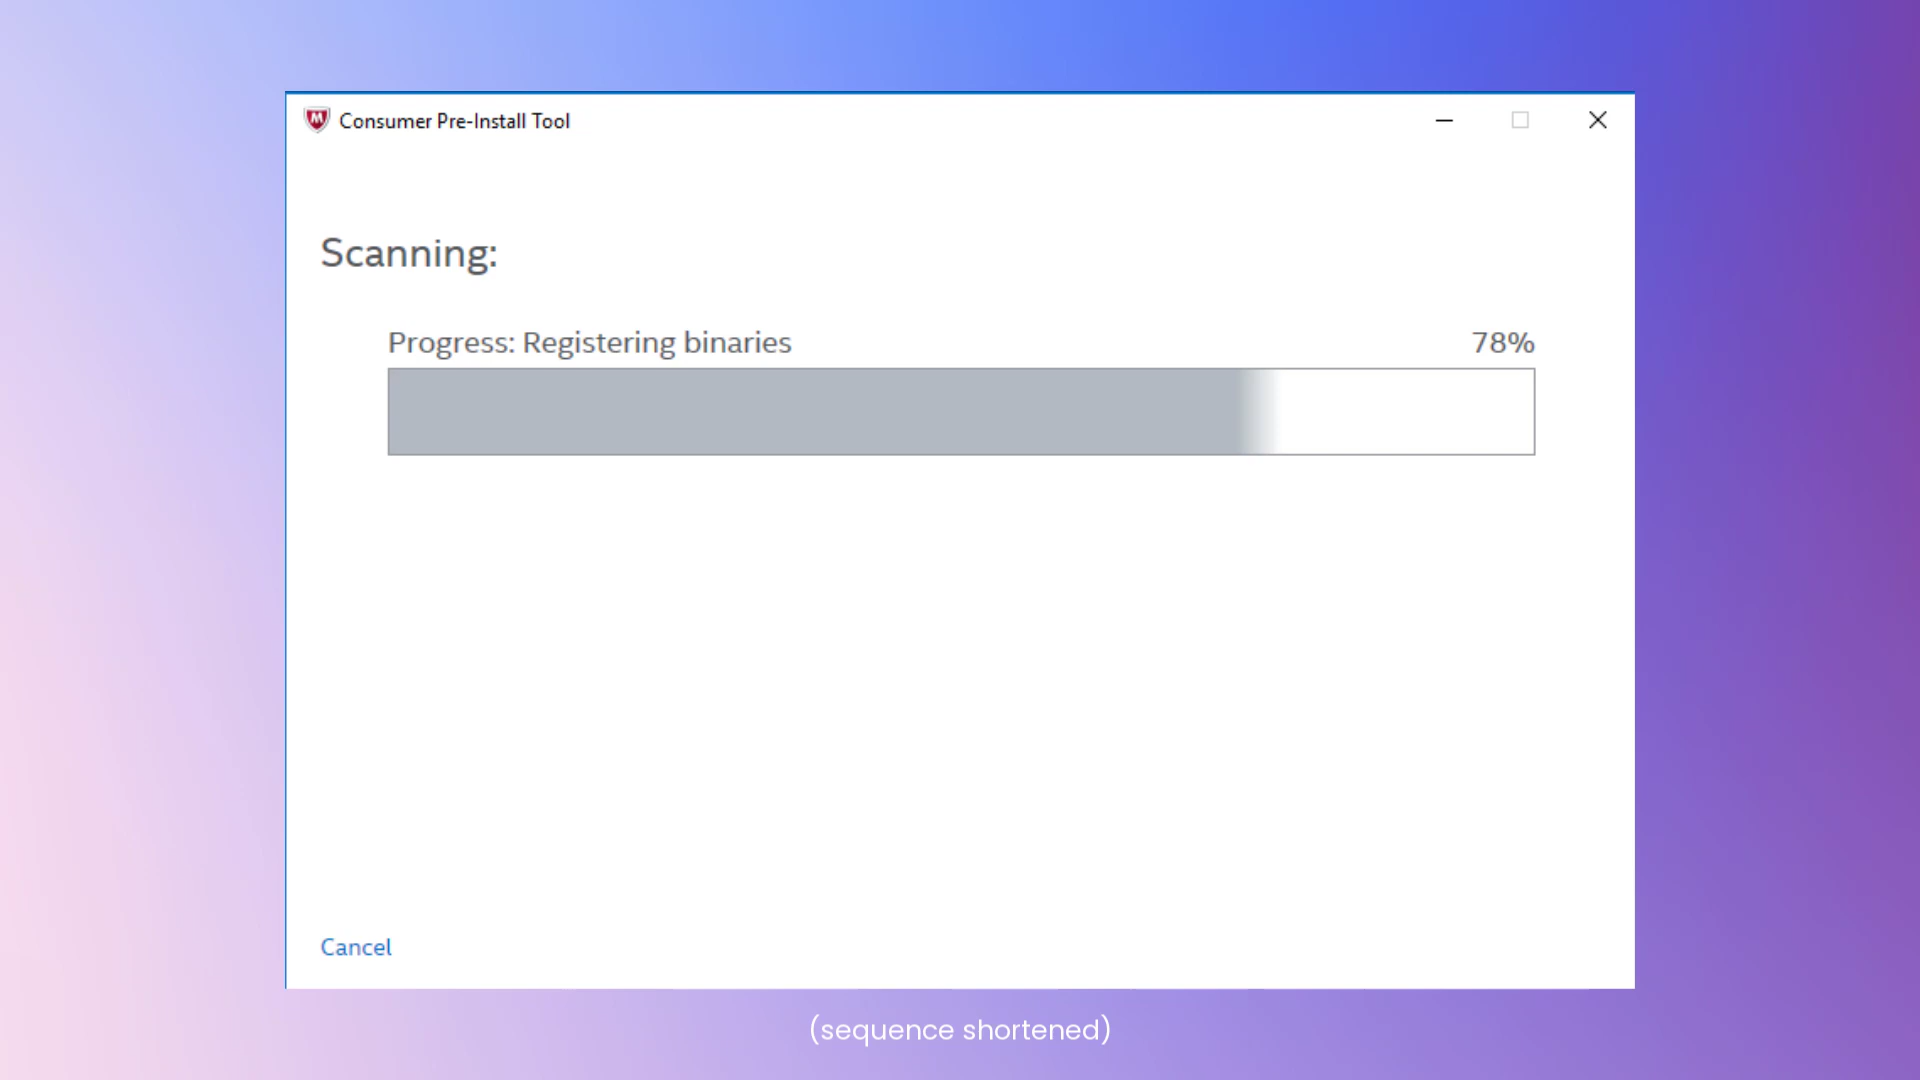 Consumer Pre-Install Tool
Scanning:
Progress: Registering binaries 78%
Cancel
(sequence shortened)